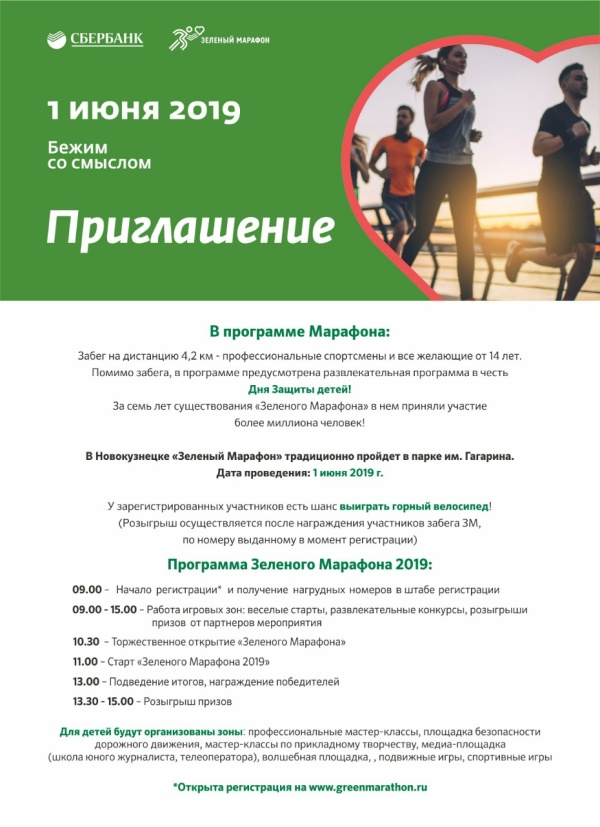 СБЕРБАНК
ЗЕЛЕНЫЙ МАРАФОН
1 июня 2019
Бежим
со смыслом
Приглашение
В программе Марафона:
Забег на дистанцию 4,2 км - профессиональные спортсмены и все желающие от 14 лет.
Помимо забега, в программе предусмотрена развлекательная программа в честь
Дня Защиты детей!
За семь лет существования «Зеленого Марафона» в нем приняли участие
более миллиона человек!
В Новокузнецке «Зеленый Марафон» традиционно пройдет в парке им. Гагарина.
Дата проведения: 1 июня 2019 г.
У зарегистрированных участников есть шанс выиграть горный велосипед!
(Розыгрыш осуществляется после награждения участников забега ЗМ,
по номеру выданному в момент регистрации)
Программа Зеленого Марафона 2019:
09.00 – Начало регистрации* и получение нагрудных номеров в штабе регистрации
09.00 - 15.00 – Работа игровых зон: веселые старты, развлекательные конкурсы, розыгрыши
призов от партнеров мероприятия
10.30 – Торжественное открытие «Зеленого Марафона»
11.00 – Старт «Зеленого Марафона 2019»
13.00 – Подведение итогов, награждение победителей
13.30 - 15.00 – Розыгрыш призов
Для детей будут организованы зоны: профессиональные мастер-классы, площадка безопасности
дорожного движения, мастер-классы по прикладному творчеству, медиа-площадка
(школа юного журналиста, телеоператора), волшебная площадка, , подвижные игры, спортивные игры
*Открыта регистрация на www.greenmarathon.ru